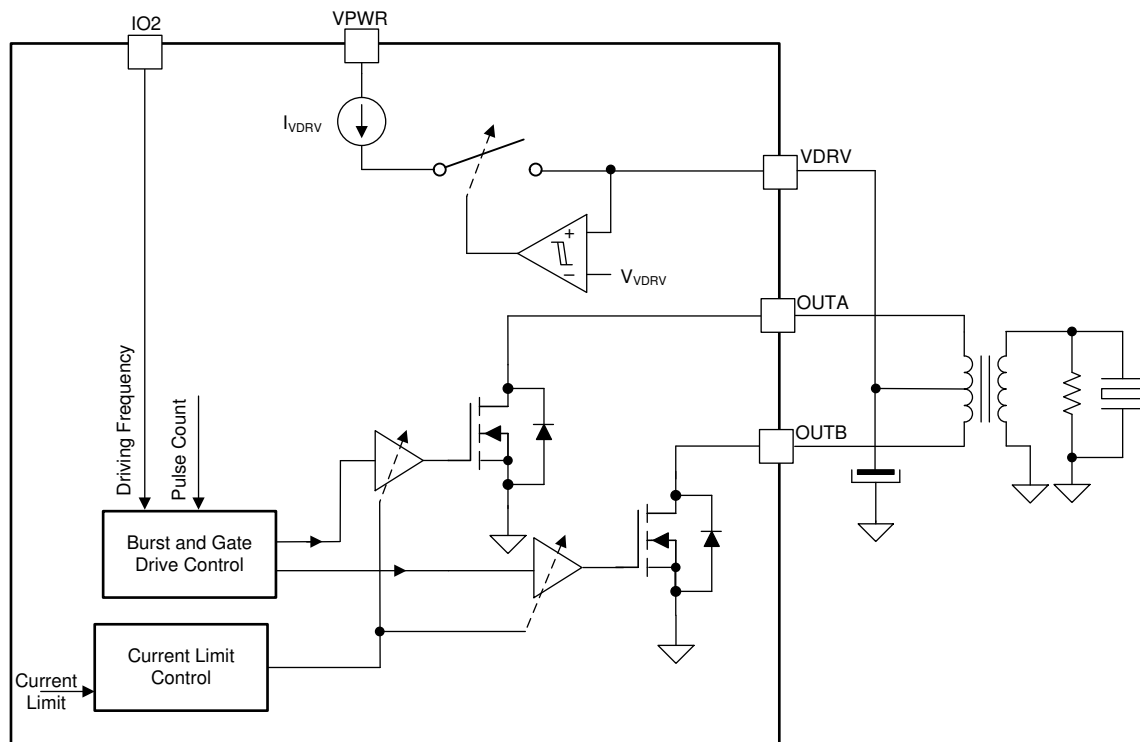 IO2
VPWR
IVDRV
VDRV
+
−
VVDRV
OUTA
OUTB
Driving Frequency
Pulse Count
Burst and Gate
Drive Control
Current Limit
Control
Current
Limit